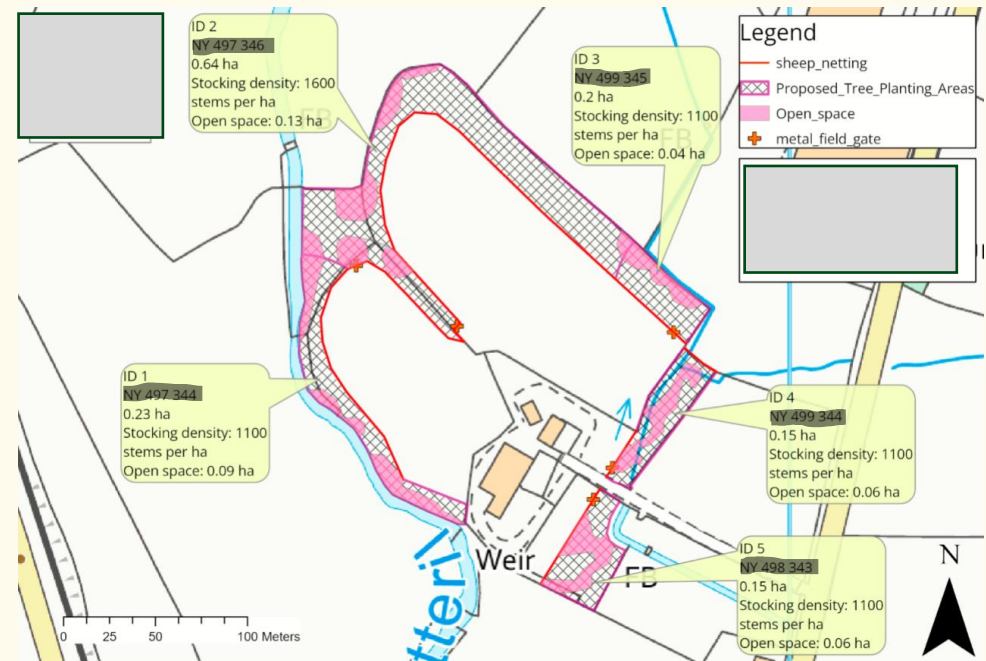 ID 2
NY 497 346
0.64 ha
Stocking density: 1600
stems per ha
Open space: 0.13 ha
FB
ID 3
NY 499 345
0.2 ha
Stocking density: 1100
stems per ha
Open space: 0.04 ha
FB
Legend
sheep_netting
Proposed_Tree_Planting_Areas
Open_space
metal_field_gate
ID 1
NY 497 344
0.23 ha
Stocking density: 1100
stems per ha
Open space: 0.09 ha
ID 4
NY 499 344
0.15 ha
Stocking density: 1100
stems per ha
Open space: 0.06 ha
Weir
FB
ID 5
NY 498 343
0.15 ha
Stocking density: 1100
stems per ha
Open space: 0.06 ha
N
0 25 50 100 Meters